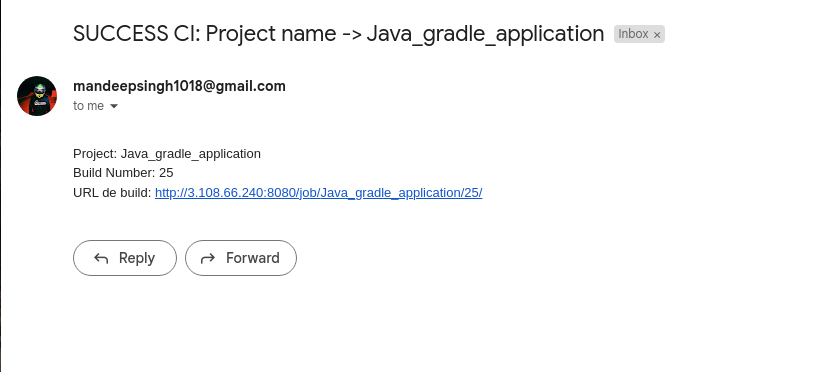 SUCCESS CI: Project name -> Java_gradle_application Inbox ×
mandeepsingh1018@gmail.com
to me
Project: Java_gradle_application
Build Number: 25
URL de build: http://3.108.66.240:8080/job/Java_gradle_application/25/
Reply Forward